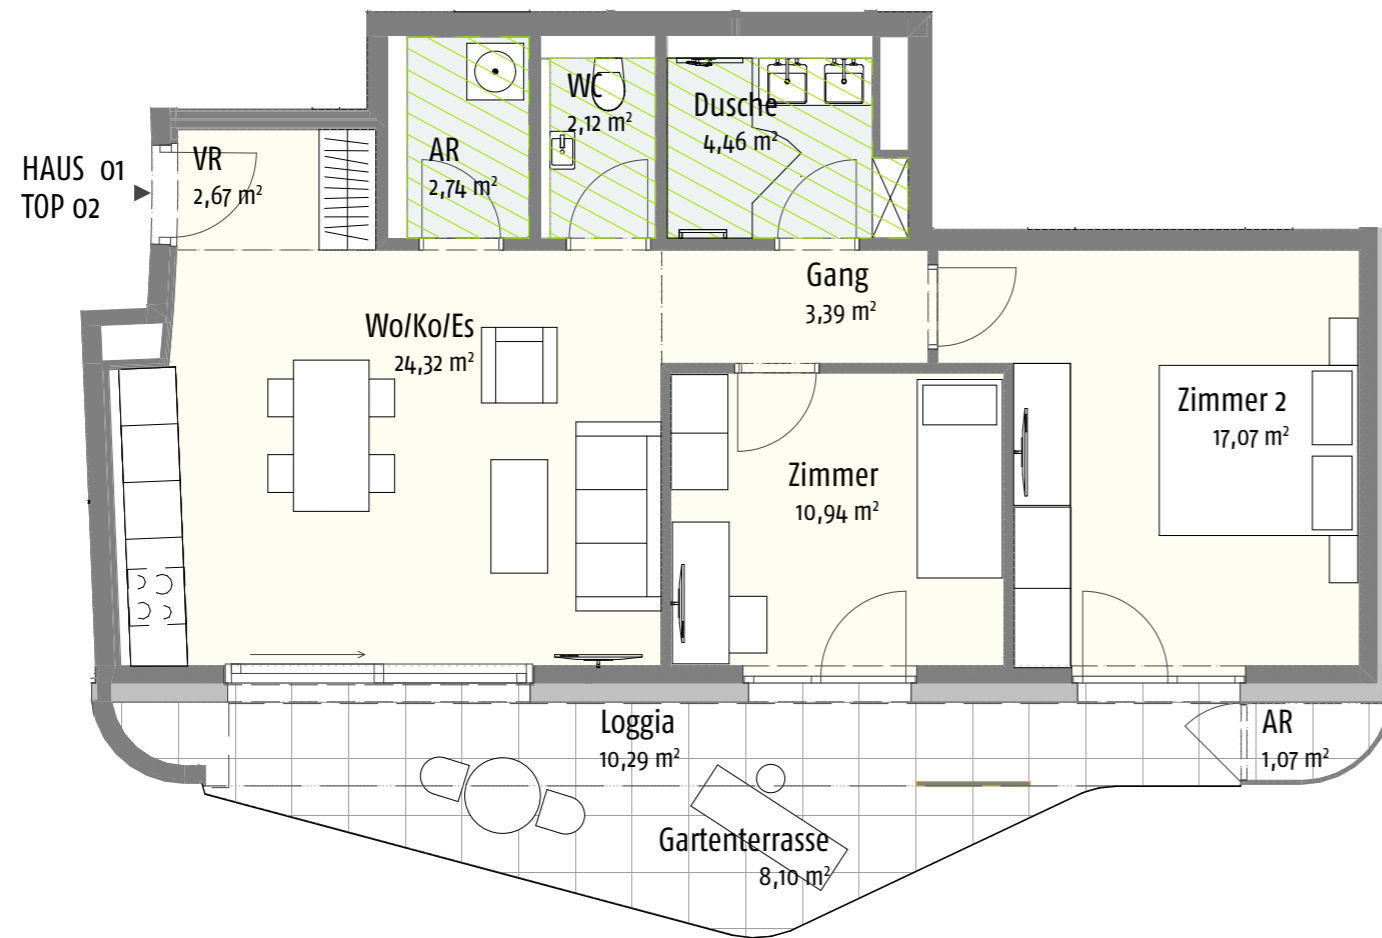 HAUS 01
TOP 02
VR
2,67 m²
AR
2,74 m²
WC
2,12 m²
Dusche
4,46 m²
Gang
3,39 m²
Wo/Ko/Es
24,32 m²
Zimmer
10,94 m²
Zimmer 2
17,07 m²
Loggia
10,29 m²
AR
1,07 m²
Gartenterrasse
8,10 m²